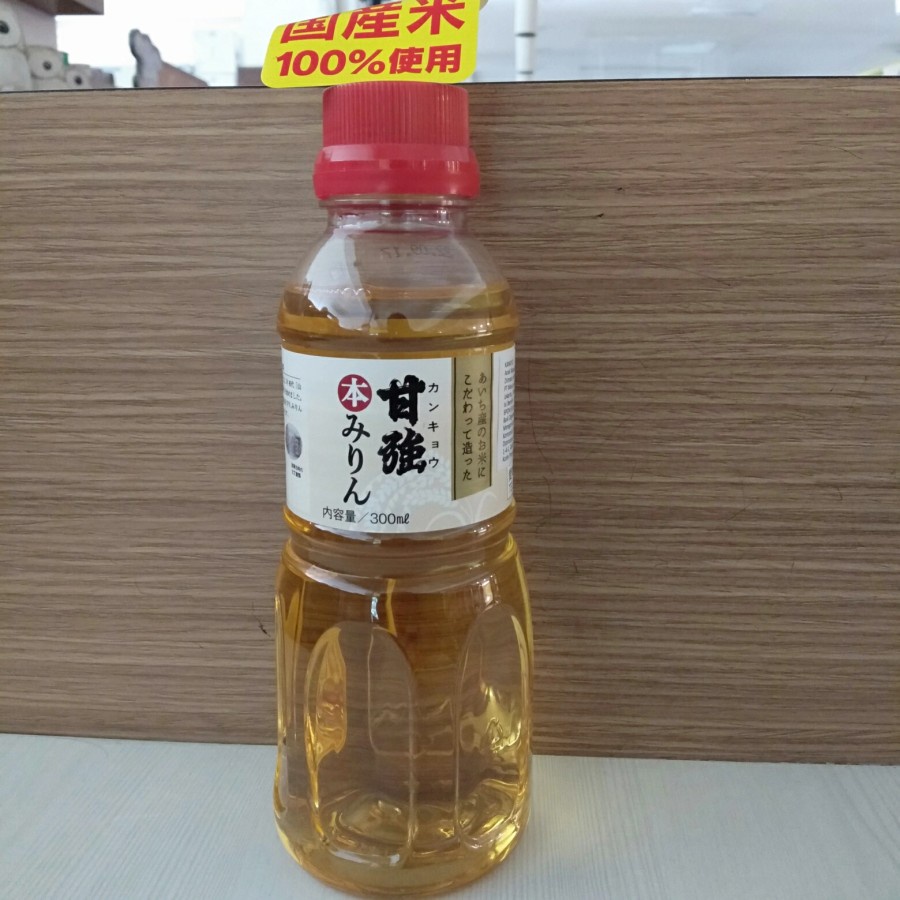 国産米
100%使用
あいち産のお米に
こだわって造った
カンキョウ
甘強
本みりん
内容量/300㎖